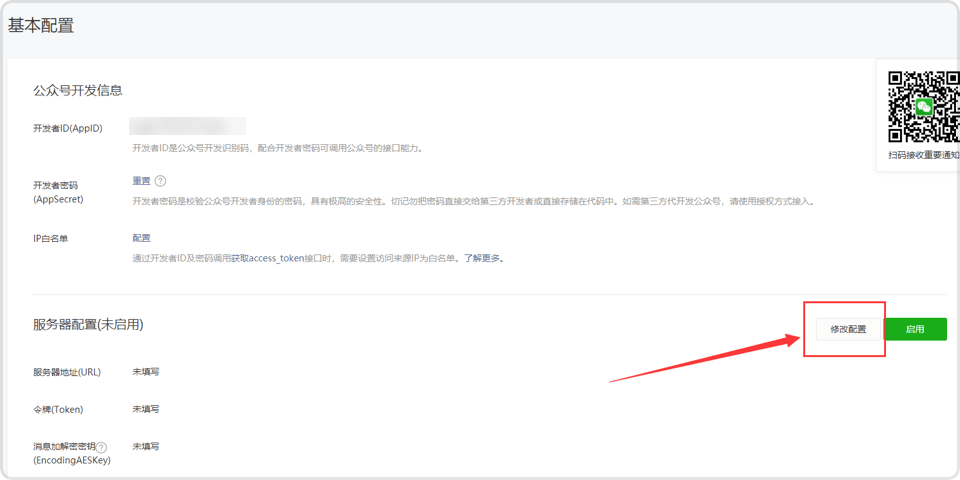 基本配置
公众号开发信息
开发者ID(AppID)
开发者ID是公众号开发识别码，配合开发者密码可调用公众号的接口能力。
开发者密码
(AppSecret)
重置 ?
开发者密码是校验公众号开发者身份的密码，具有极高的安全性。切记勿把密码直接交给第三方开发者或直接存储在代码中。如需第三方代开发公众号，请使用授权方式接入。
IP白名单
配置
通过开发者ID及密码调用获取access_token接口时，需要设置访问来源IP为白名单。了解更多。
扫码接收重要通知
服务器配置(未启用)
修改配置
启用
服务器地址(URL)
未填写
令牌(Token)
未填写
消息加解密密钥 ?
(EncodingAESKey)
未填写